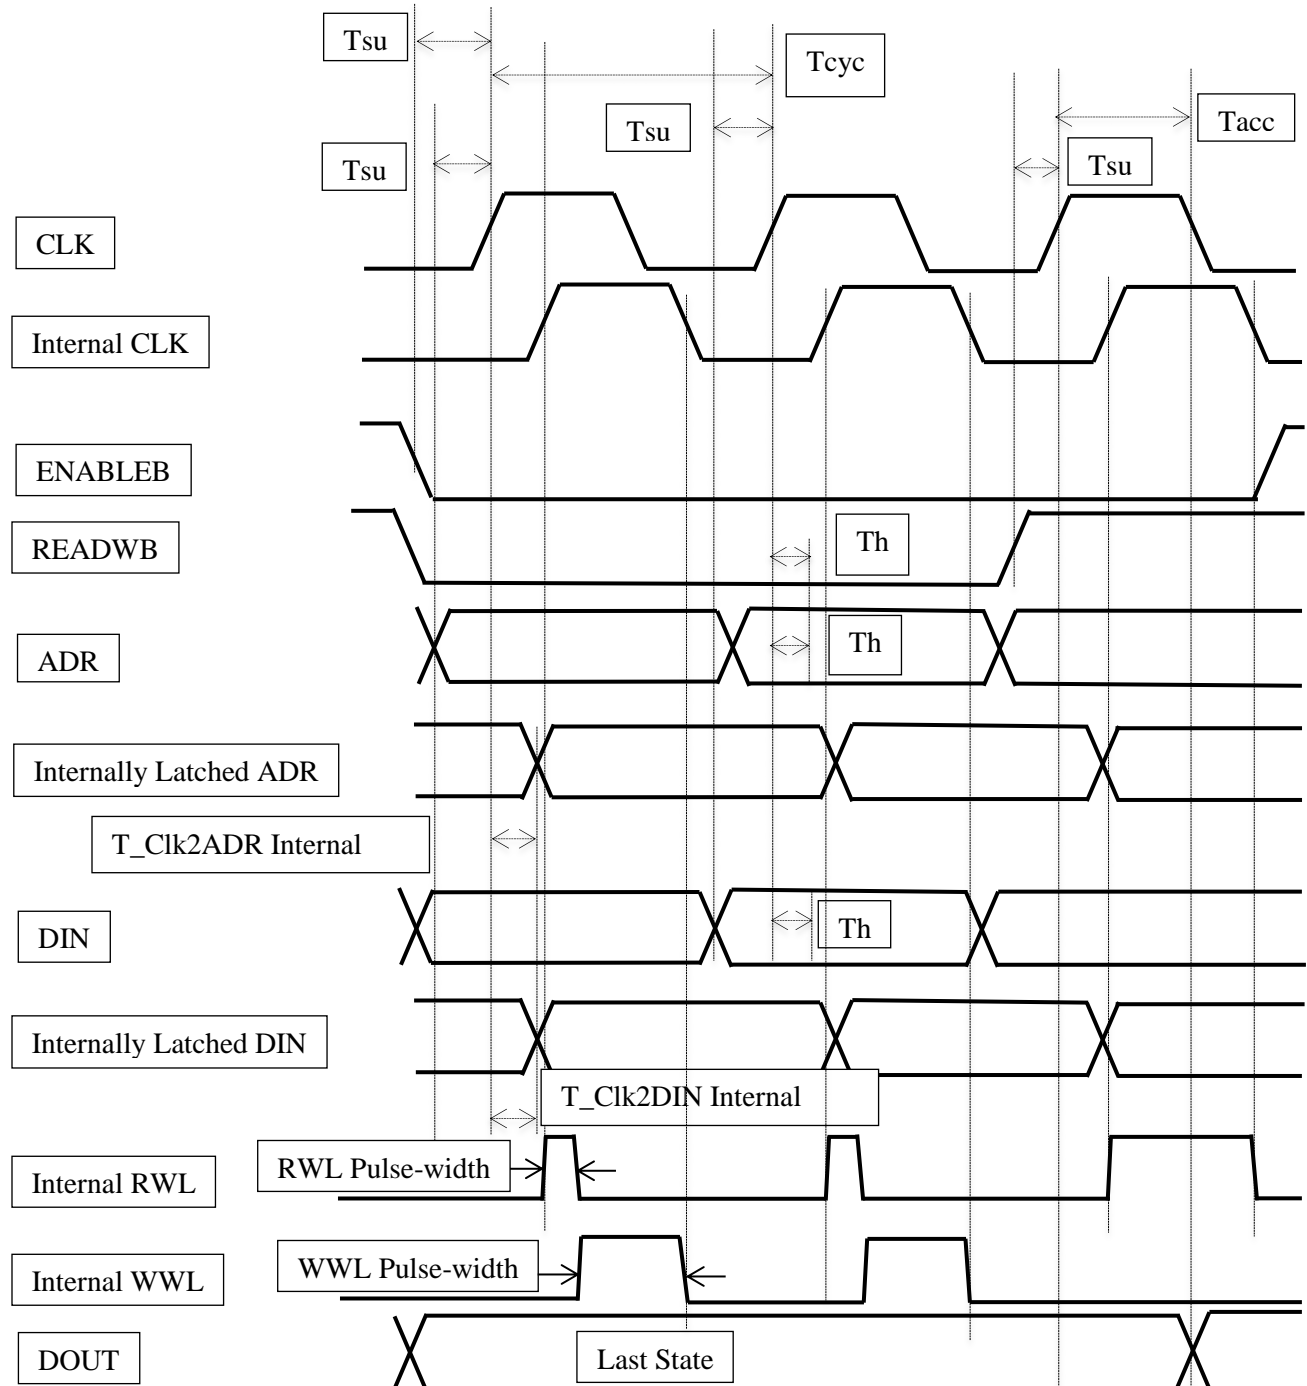 Tsu
Tcyc
Tsu
Tacc
Tsu
Tsu
CLK
Internal CLK
ENABLEB
READWB
Th
ADR
Th
Internally Latched ADR
T_Clk2ADR Internal
DIN
Th
Internally Latched DIN
T_Clk2DIN Internal
RWL Pulse-width
Internal RWL
WWL Pulse-width
Internal WWL
DOUT
Last State